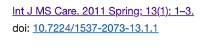 Int J MS Care. 2011 Spring; 13(1): 1–3.
doi: 10.7224/1537-2073-13.1.1